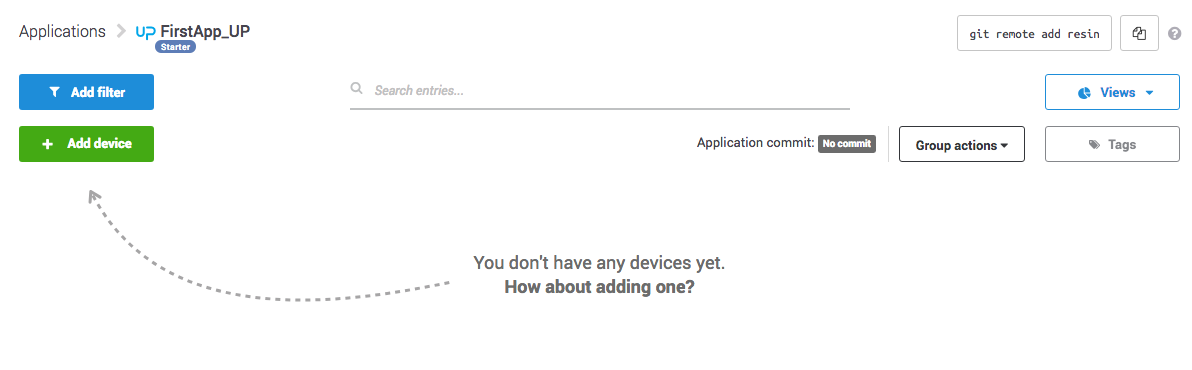 Applications UP FirstApp_UP
Starter
git remote add resin
Add filter
Search entries...
Views
Add device
Application commit: No commit
Group actions
Tags
You don't have any devices yet.
How about adding one?